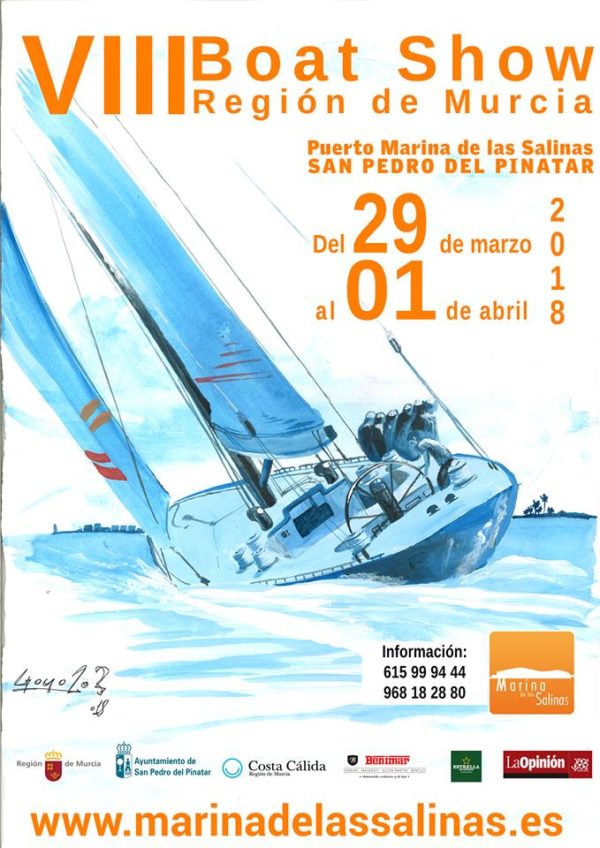 VIII Boat Show
Región de Murcia
Puerto Marina de las Salinas
SAN PEDRO DEL PINATAR
Del 29 de marzo
al 01 de abril
2018
Información:
615 99 94 44
968 18 28 80
Marina
de las
Salinas
Región de Murcia
Ayuntamiento de
San Pedro del Pinatar
Costa Cálida
Región de Murcia
BENIMAR
ESTRELLA
LaOpinión
www.marinadelassalinas.es